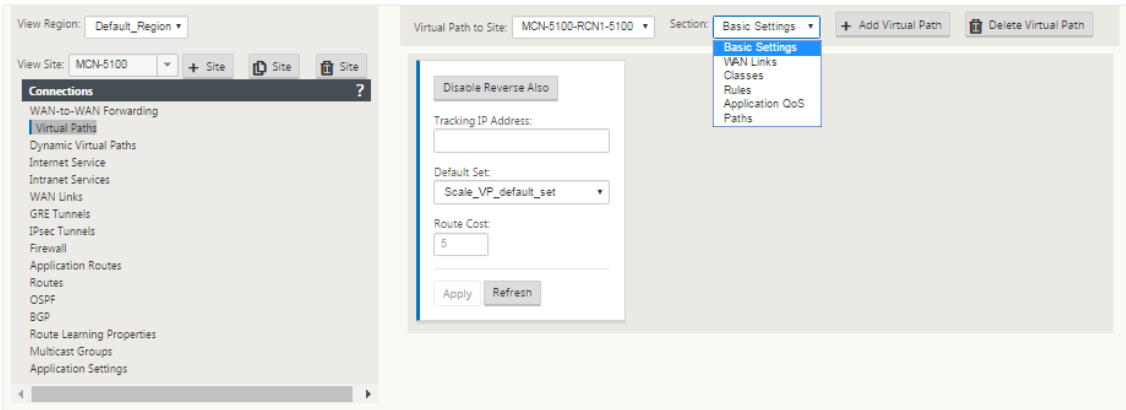 View Region: Default_Region
View Site: MCN-5100 + Site Site Site
Connections ?
WAN-to-WAN Forwarding
Virtual Paths
Dynamic Virtual Paths
Internet Service
Intranet Services
WAN Links
GRE Tunnels
IPsec Tunnels
Firewall
Application Routes
Routes
OSPF
BGP
Route Learning Properties
Multicast Groups
Application Settings
Virtual Path to Site: MCN-5100-RCN1-5100 Section: Basic Settings + Add Virtual Path Delete Virtual Path
Basic Settings
WAN Links
Classes
Rules
Application QoS
Paths
Disable Reverse Also
Tracking IP Address:
Default Set:
Scale_VP_default_set
Route Cost:
5
Apply Refresh